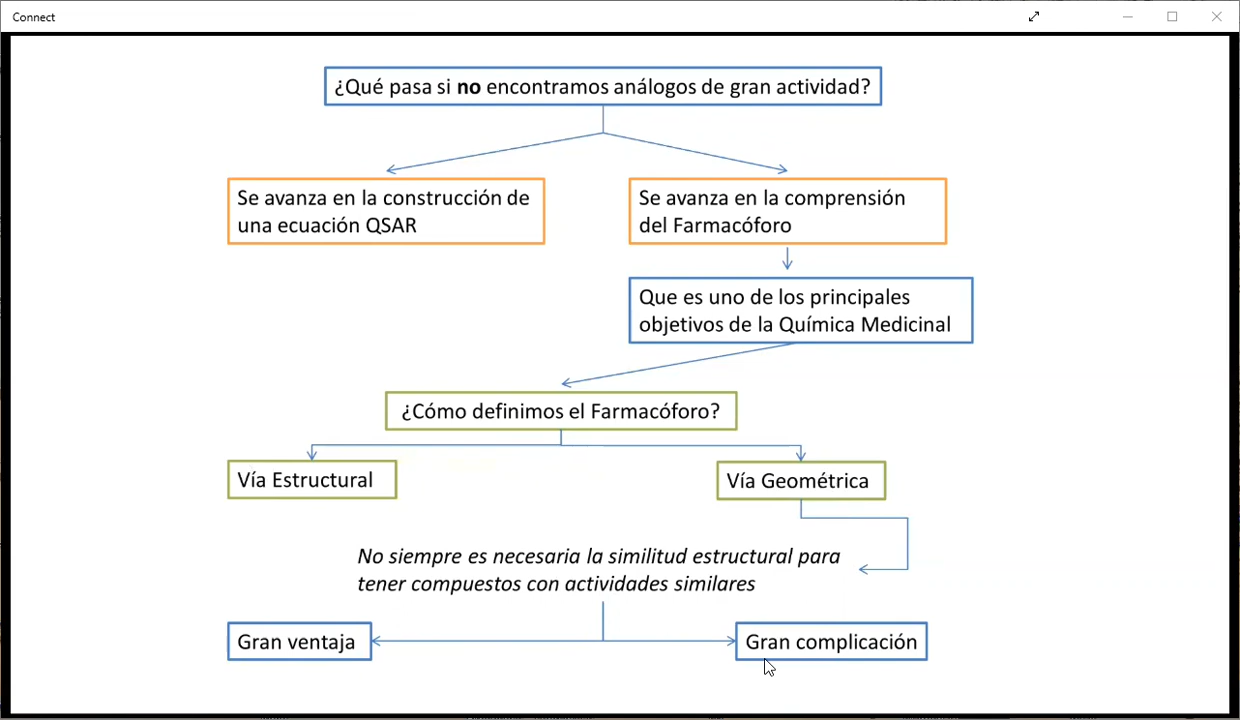 Connect
¿Qué pasa si no encontramos análogos de gran actividad?
Se avanza en la construcción de
una ecuación QSAR
Se avanza en la comprensión
del Farmacóforo
Que es uno de los principales
objetivos de la Química Medicinal
¿Cómo definimos el Farmacóforo?
Vía Estructural
Vía Geométrica
No siempre es necesaria la similitud estructural para
tener compuestos con actividades similares
Gran ventaja
Gran complicación